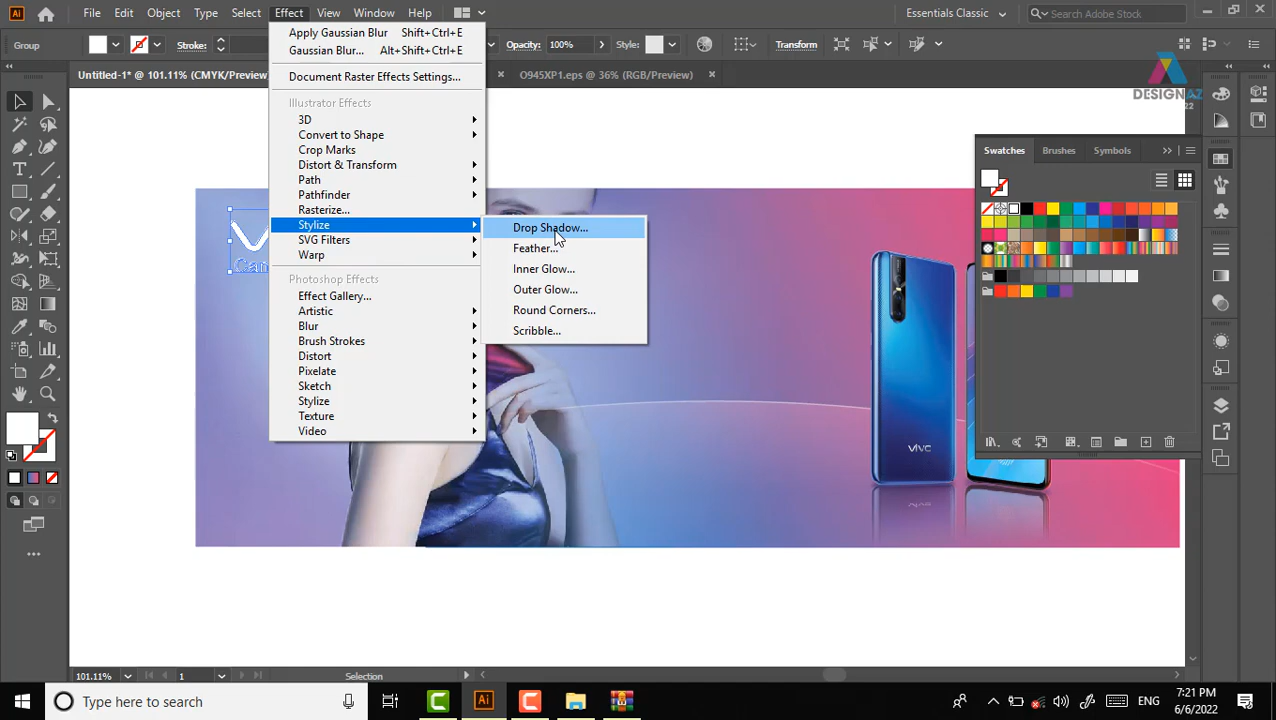 Ai File Edit Object Type Select Effect View Window Help Essentials Classic Search Adobe Stock
Group Stroke: Opacity: 100% Style: Transform
Untitled-1* @ 101.11% (CMYK/Preview) O945XP1.eps @ 36% (RGB/Preview)
DESIGNAZ
22
Apply Gaussian Blur Shift+Ctrl+E
Gaussian Blur... Alt+Shift+Ctrl+E
Document Raster Effects Settings...
Illustrator Effects
3D
Convert to Shape
Crop Marks
Distort & Transform
Path
Pathfinder
Rasterize...
Stylize
SVG Filters
Warp
Photoshop Effects
Effect Gallery...
Artistic
Blur
Brush Strokes
Distort
Pixelate
Sketch
Stylize
Texture
Video
Drop Shadow...
Feather...
Inner Glow...
Outer Glow...
Round Corners...
Scribble...
Swatches Brushes Symbols
VIVO
101.11% 1 Selection
Type here to search
Ai
ENG
7:21 PM
6/6/2022